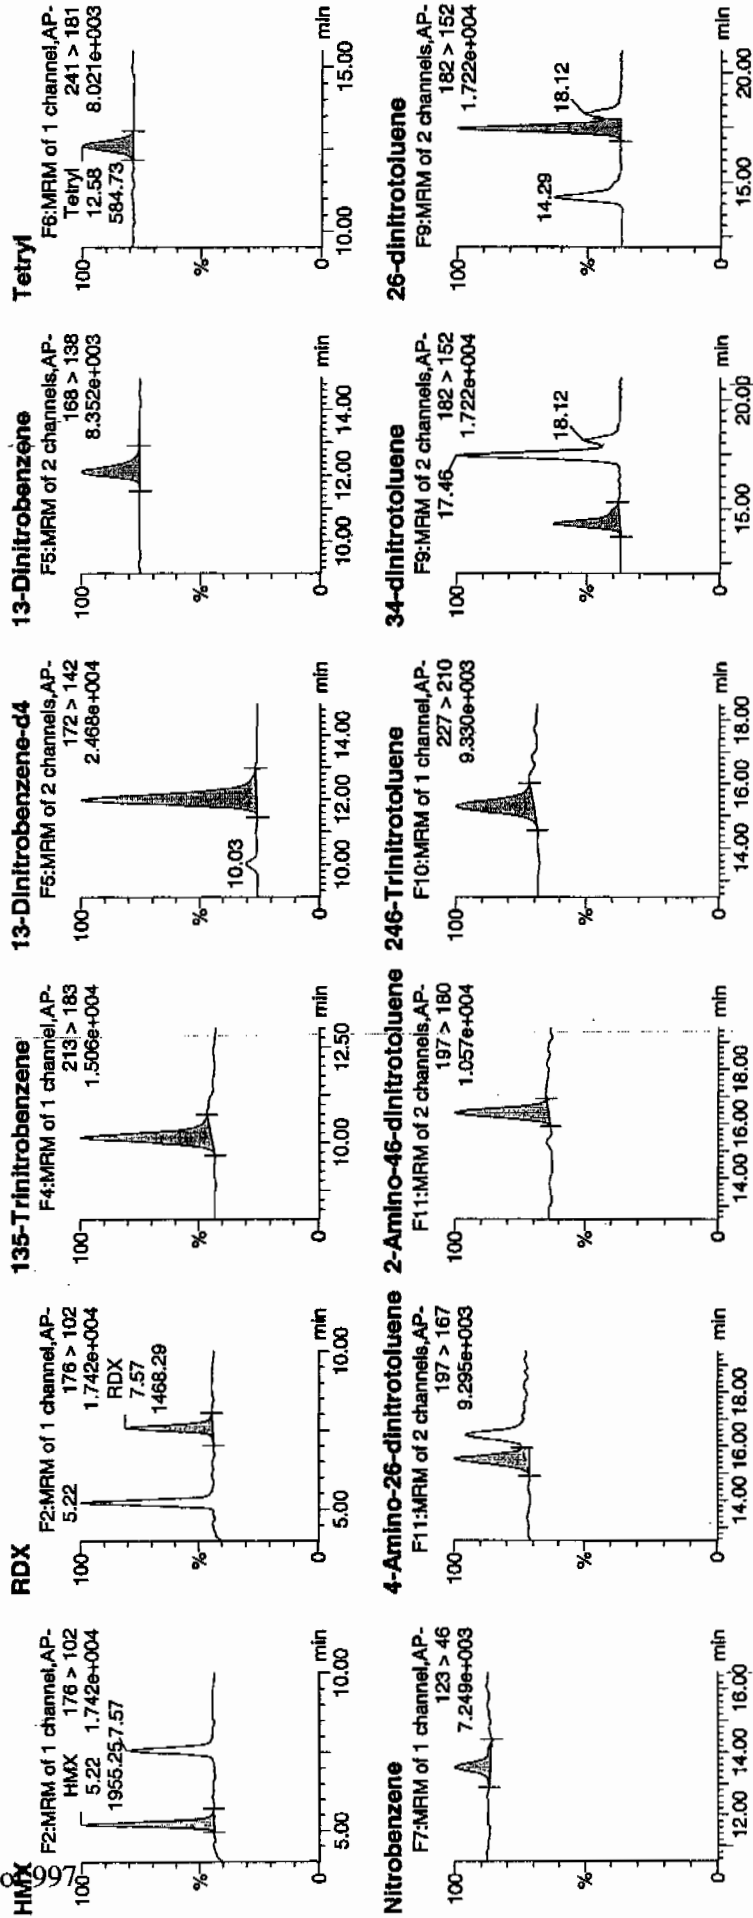 HMX
F2:MRM of 1 channel,AP-
HMX 176 > 102
5.22 1.742e+004
1955.25 7.57
100
%
0
5.00 10.00 min
RDX
F2:MRM of 1 channel,AP-
5.22 176 > 102
1.742e+004
RDX
7.57
1468.29
100
%
0
5.00 10.00 min
135-Trinitrobenzene
F4:MRM of 1 channel,AP-
213 > 183
1.506e+004
100
%
0
10.00 12.50 min
13-Dinitrobenzene-d4
F5:MRM of 2 channels,AP-
172 > 142
2.468e+004
10.03
100
%
0
10.00 12.00 14.00 min
13-Dinitrobenzene
F5:MRM of 2 channels,AP-
168 > 138
8.352e+003
100
%
0
10.00 12.00 14.00 min
Tetryl
F6:MRM of 1 channel,AP-
Tetryl 241 > 181
12.58 8.021e+003
584.73
100
%
0
10.00 15.00 min
Nitrobenzene
F7:MRM of 1 channel,AP-
123 > 46
7.249e+003
100
%
0
12.00 14.00 16.00 min
4-Amino-26-dinitrotoluene
F11:MRM of 2 channels,AP-
197 > 167
9.295e+003
100
%
0
14.00 16.00 18.00 min
2-Amino-46-dinitrotoluene
F11:MRM of 2 channels,AP-
197 > 180
1.057e+004
100
%
0
14.00 16.00 18.00 min
246-Trinitrotoluene
F10:MRM of 1 channel,AP-
227 > 210
9.330e+003
100
%
0
14.00 16.00 18.00 min
34-dinitrotoluene
F9:MRM of 2 channels,AP-
17.46 182 > 152
1.722e+004
18.12
100
%
0
15.00 20.00 min
26-dinitrotoluene
F9:MRM of 2 channels,AP-
182 > 152
1.722e+004
14.29
18.12
100
%
0
15.00 20.00 min
997